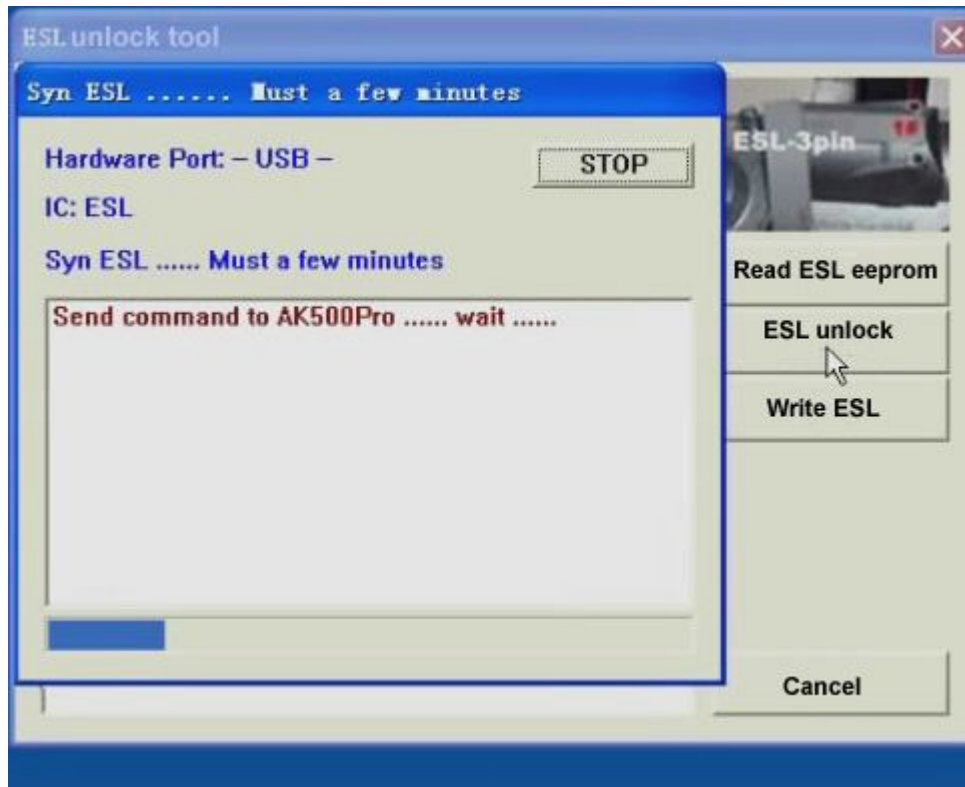 ESL unlock tool
Syn ESL ...... Must a few minutes
Hardware Port: – USB –
STOP
IC: ESL
Syn ESL ...... Must a few minutes
Send command to AK500Pro ...... wait ......
ESL-3pin
1#
Read ESL eeprom
ESL unlock
Write ESL
Cancel